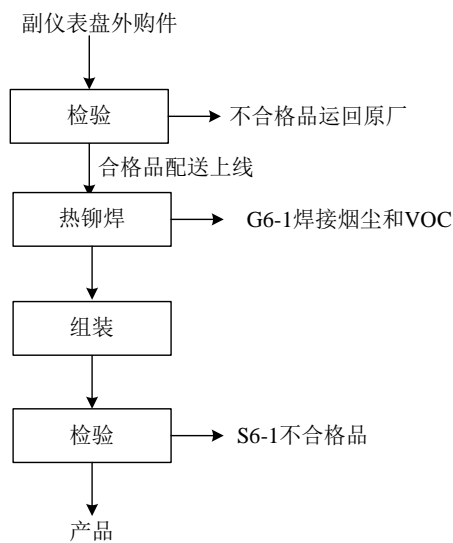 副仪表盘外购件
检验
不合格品运回原厂
合格品配送上线
热铆焊
G6-1焊接烟尘和VOC
组装
检验
S6-1不合格品
产品